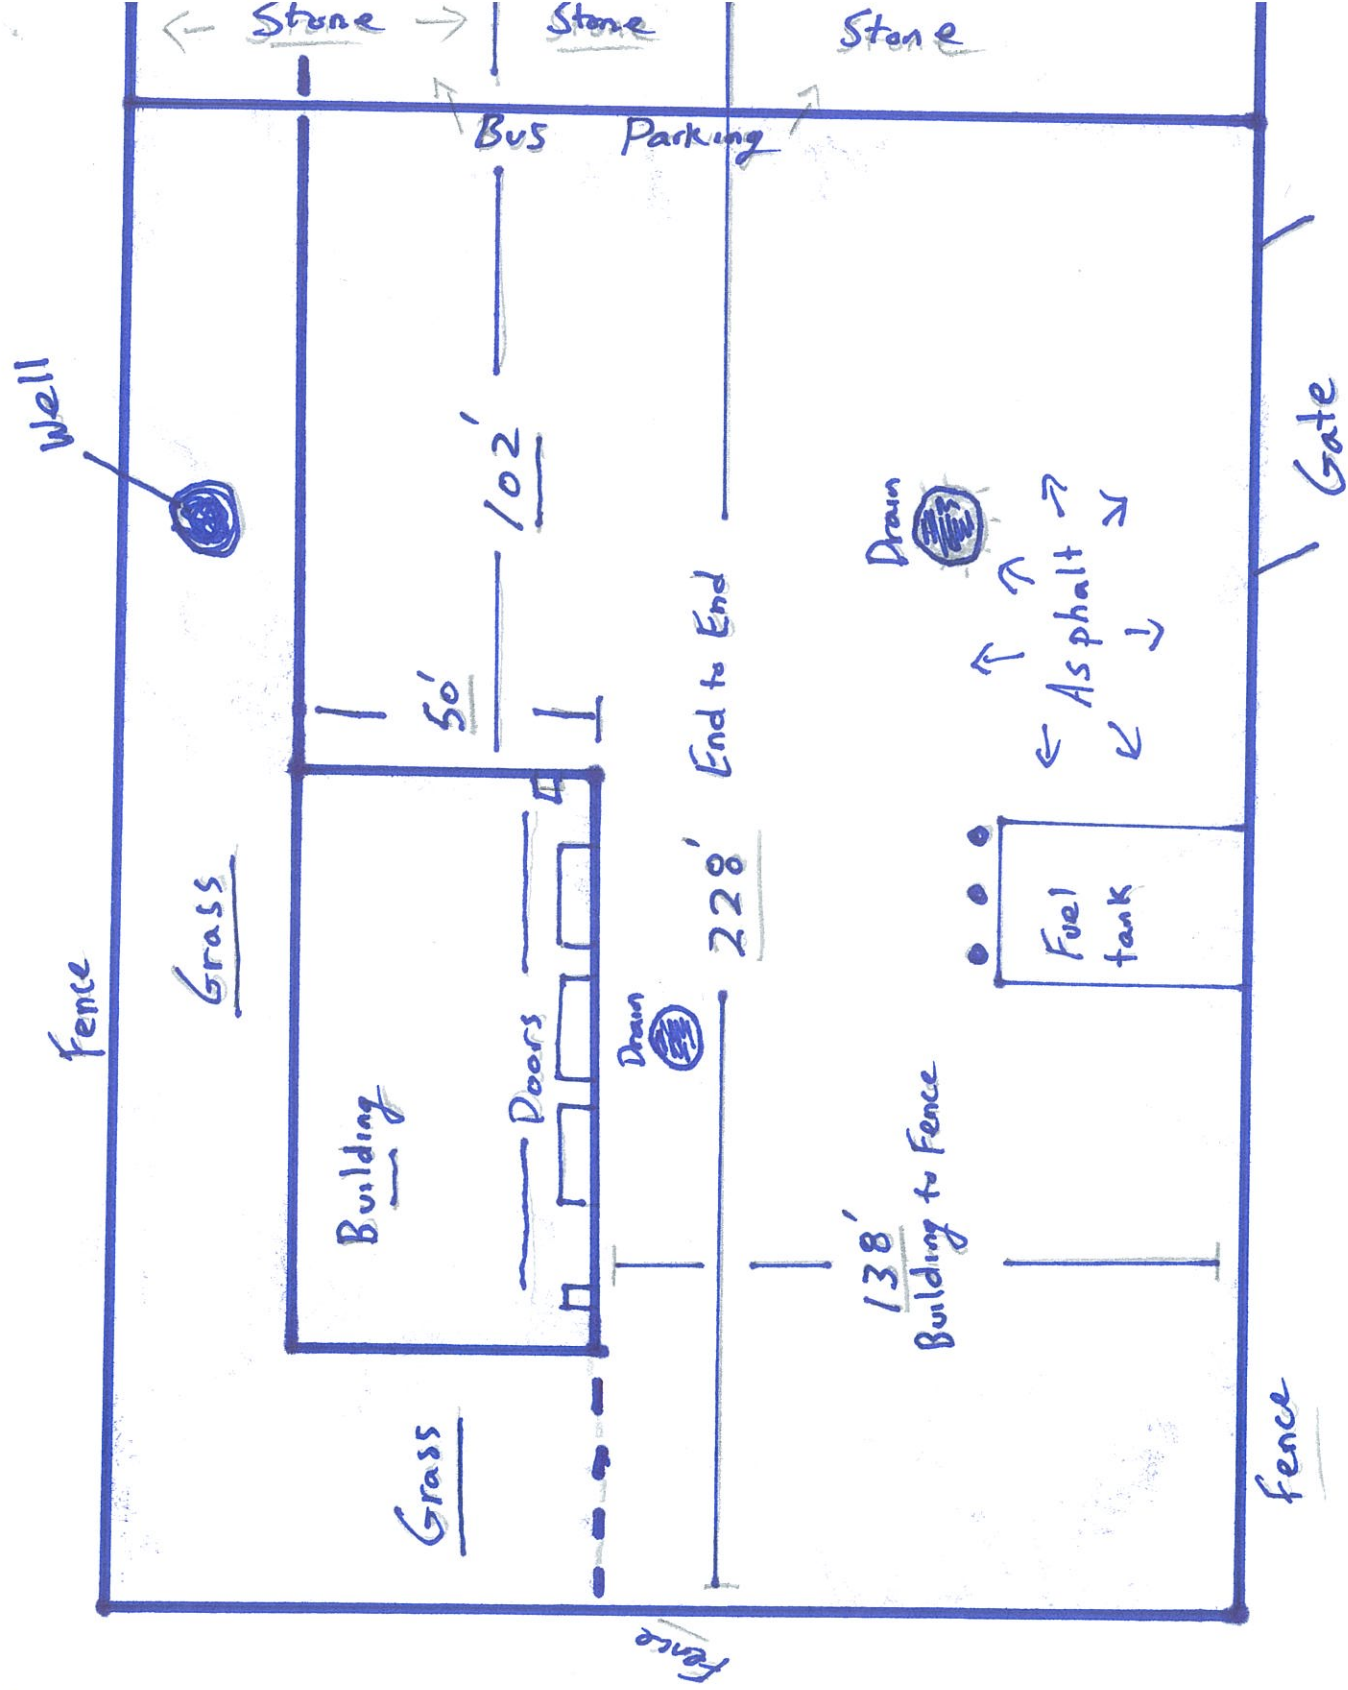 Stone
Stone
Stone
Bus Parking
Well
102'
Gate
Drain
50'
End to End
Asphalt
228'
Grass
Fuel
tank
Fence
Drain
Doors
Building
138'
Building to Fence
Grass
Fence
Fence